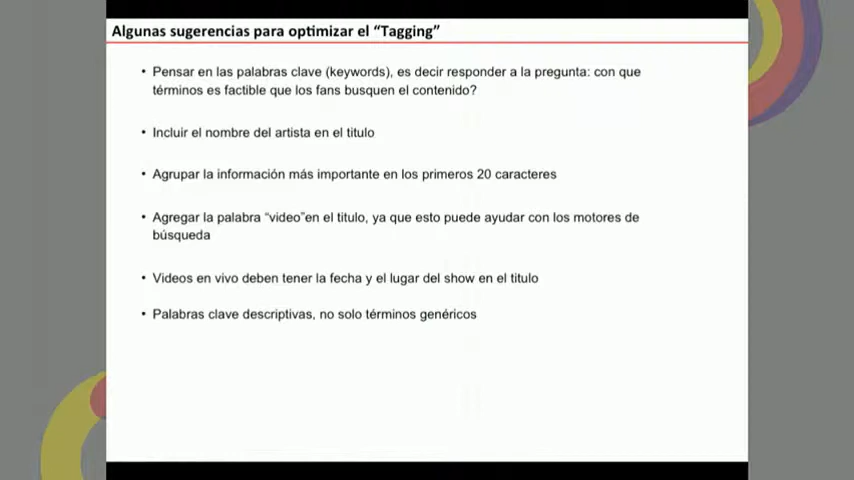 Algunas sugerencias para optimizar el “Tagging”
• Pensar en las palabras clave (keywords), es decir responder a la pregunta: con que
términos es factible que los fans busquen el contenido?
• Incluir el nombre del artista en el titulo
• Agrupar la información más importante en los primeros 20 caracteres
• Agregar la palabra “video”en el titulo, ya que esto puede ayudar con los motores de
búsqueda
• Videos en vivo deben tener la fecha y el lugar del show en el titulo
• Palabras clave descriptivas, no solo términos genéricos